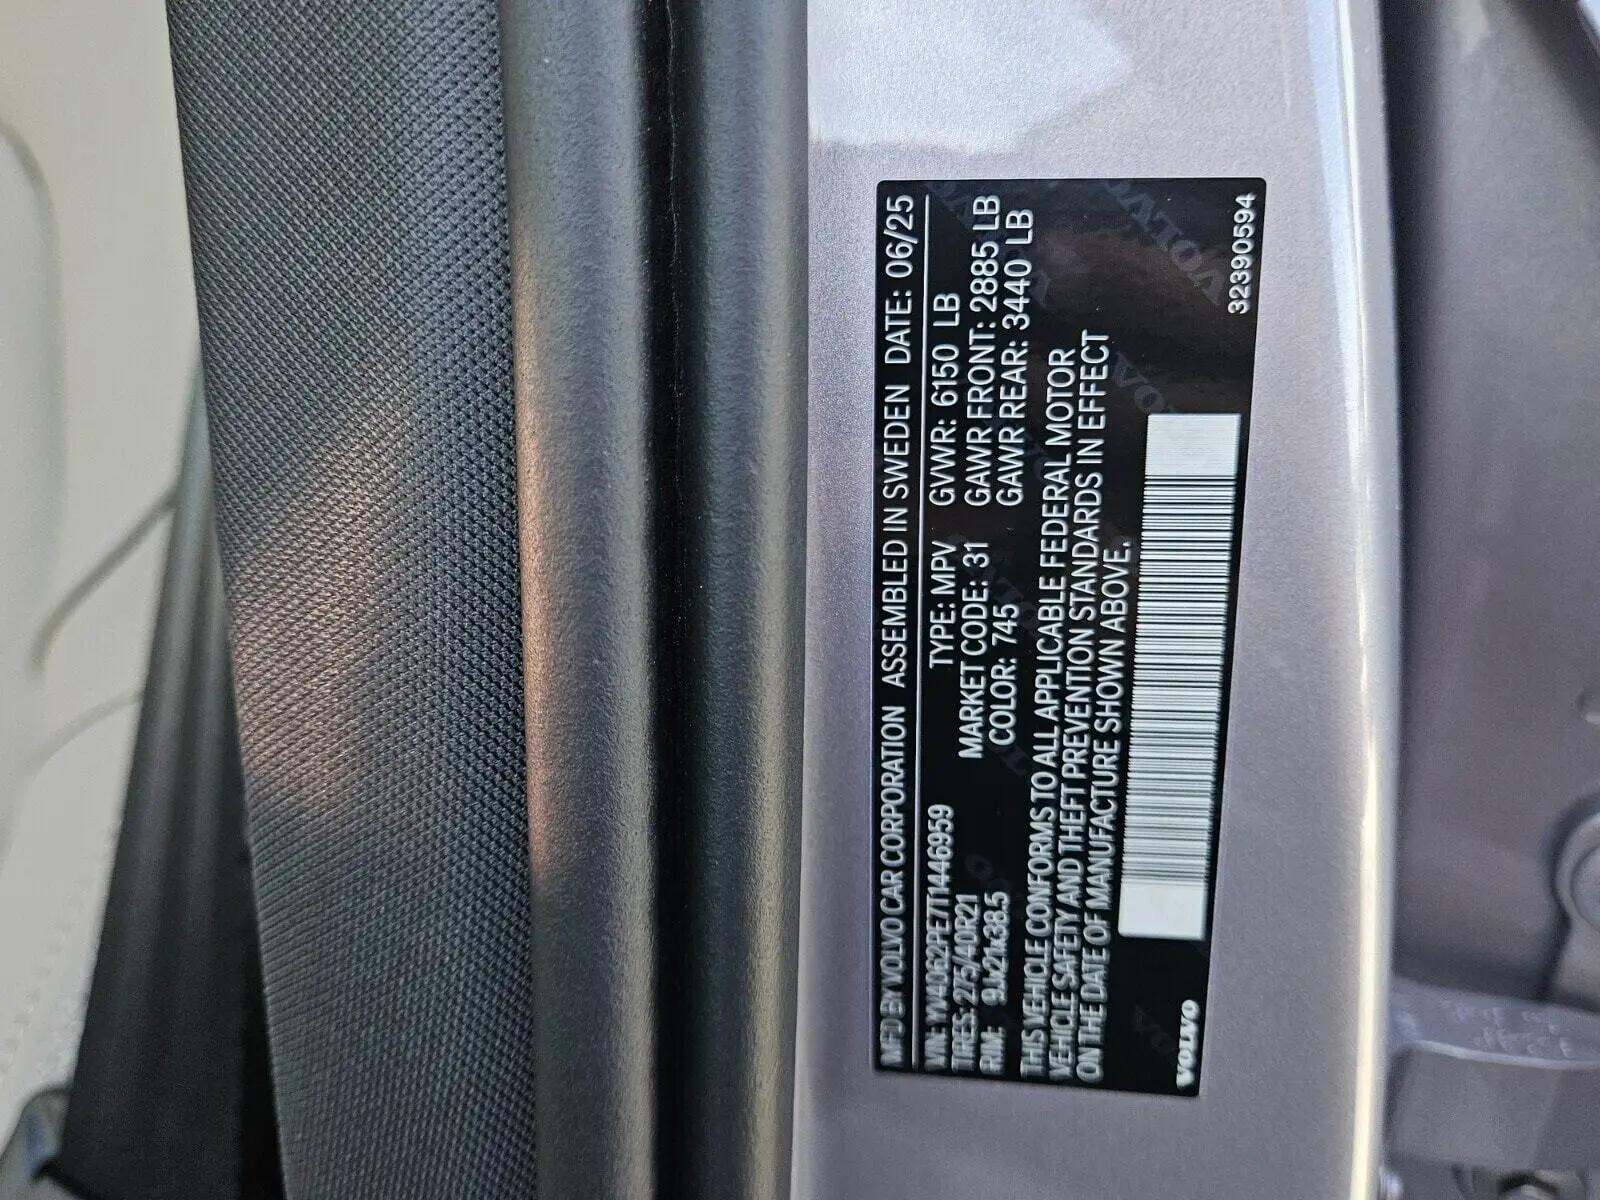 MFD BY VOLVO CAR CORPORATION ASSEMBLED IN SWEDEN DATE: 06/25
VIN: YV4062PE7T1446959 TYPE: MPV GVWR: 6150 LB
TIRES: 275/40R21 MARKET CODE: 31 GAWR FRONT: 2885 LB
RIM: 9Jx21x38.5 COLOR: 745 GAWR REAR: 3440 LB
THIS VEHICLE CONFORMS TO ALL APPLICABLE FEDERAL MOTOR
VEHICLE SAFETY AND THEFT PREVENTION STANDARDS IN EFFECT
ON THE DATE OF MANUFACTURE SHOWN ABOVE.
VOLVO
32390594